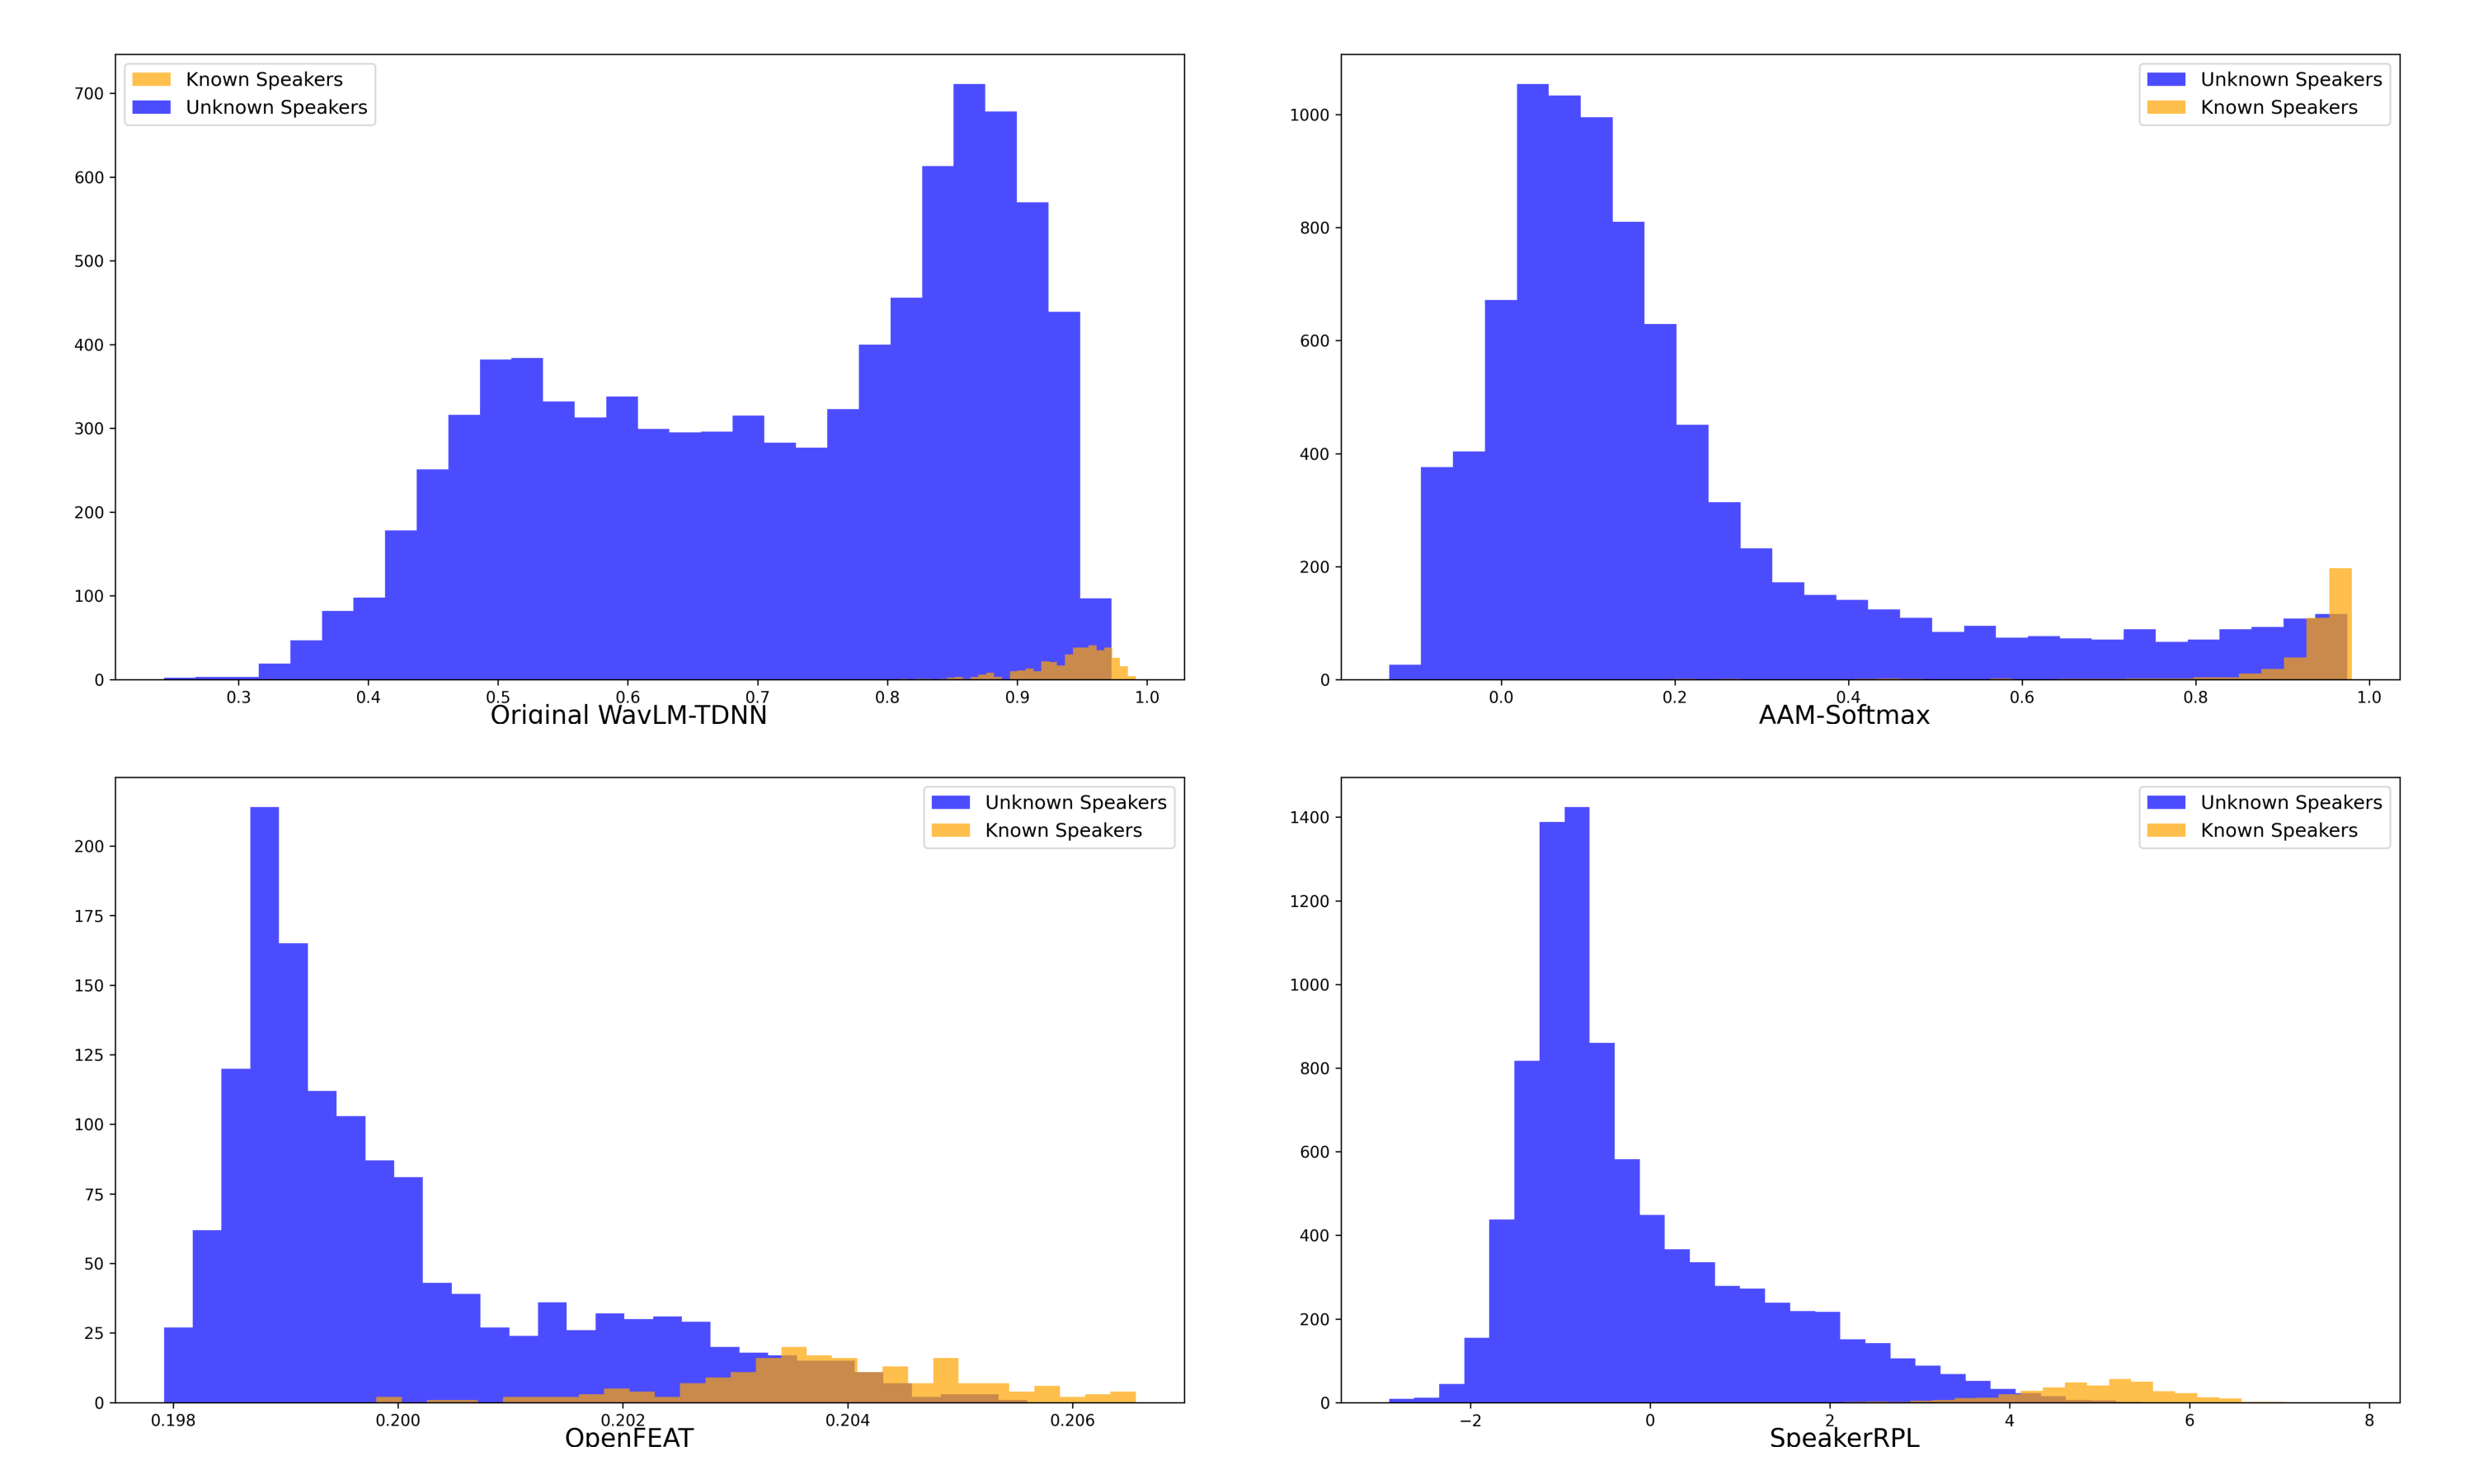 Known Speakers
Unknown Speakers
700
600
500
400
300
200
100
0
0.3 0.4 0.5 0.6 0.7 0.8 0.9 1.0
Original WavLM-TDNN
Unknown Speakers
Known Speakers
1000
800
600
400
200
0
0.0 0.2 0.4 0.6 0.8 1.0
AAM-Softmax
Unknown Speakers
Known Speakers
200
175
150
125
100
75
50
25
0
0.198 0.200 0.202 0.204 0.206
OpenFEAT
Unknown Speakers
Known Speakers
1400
1200
1000
800
600
400
200
0
−2 0 2 4 6 8
SpeakerRPL